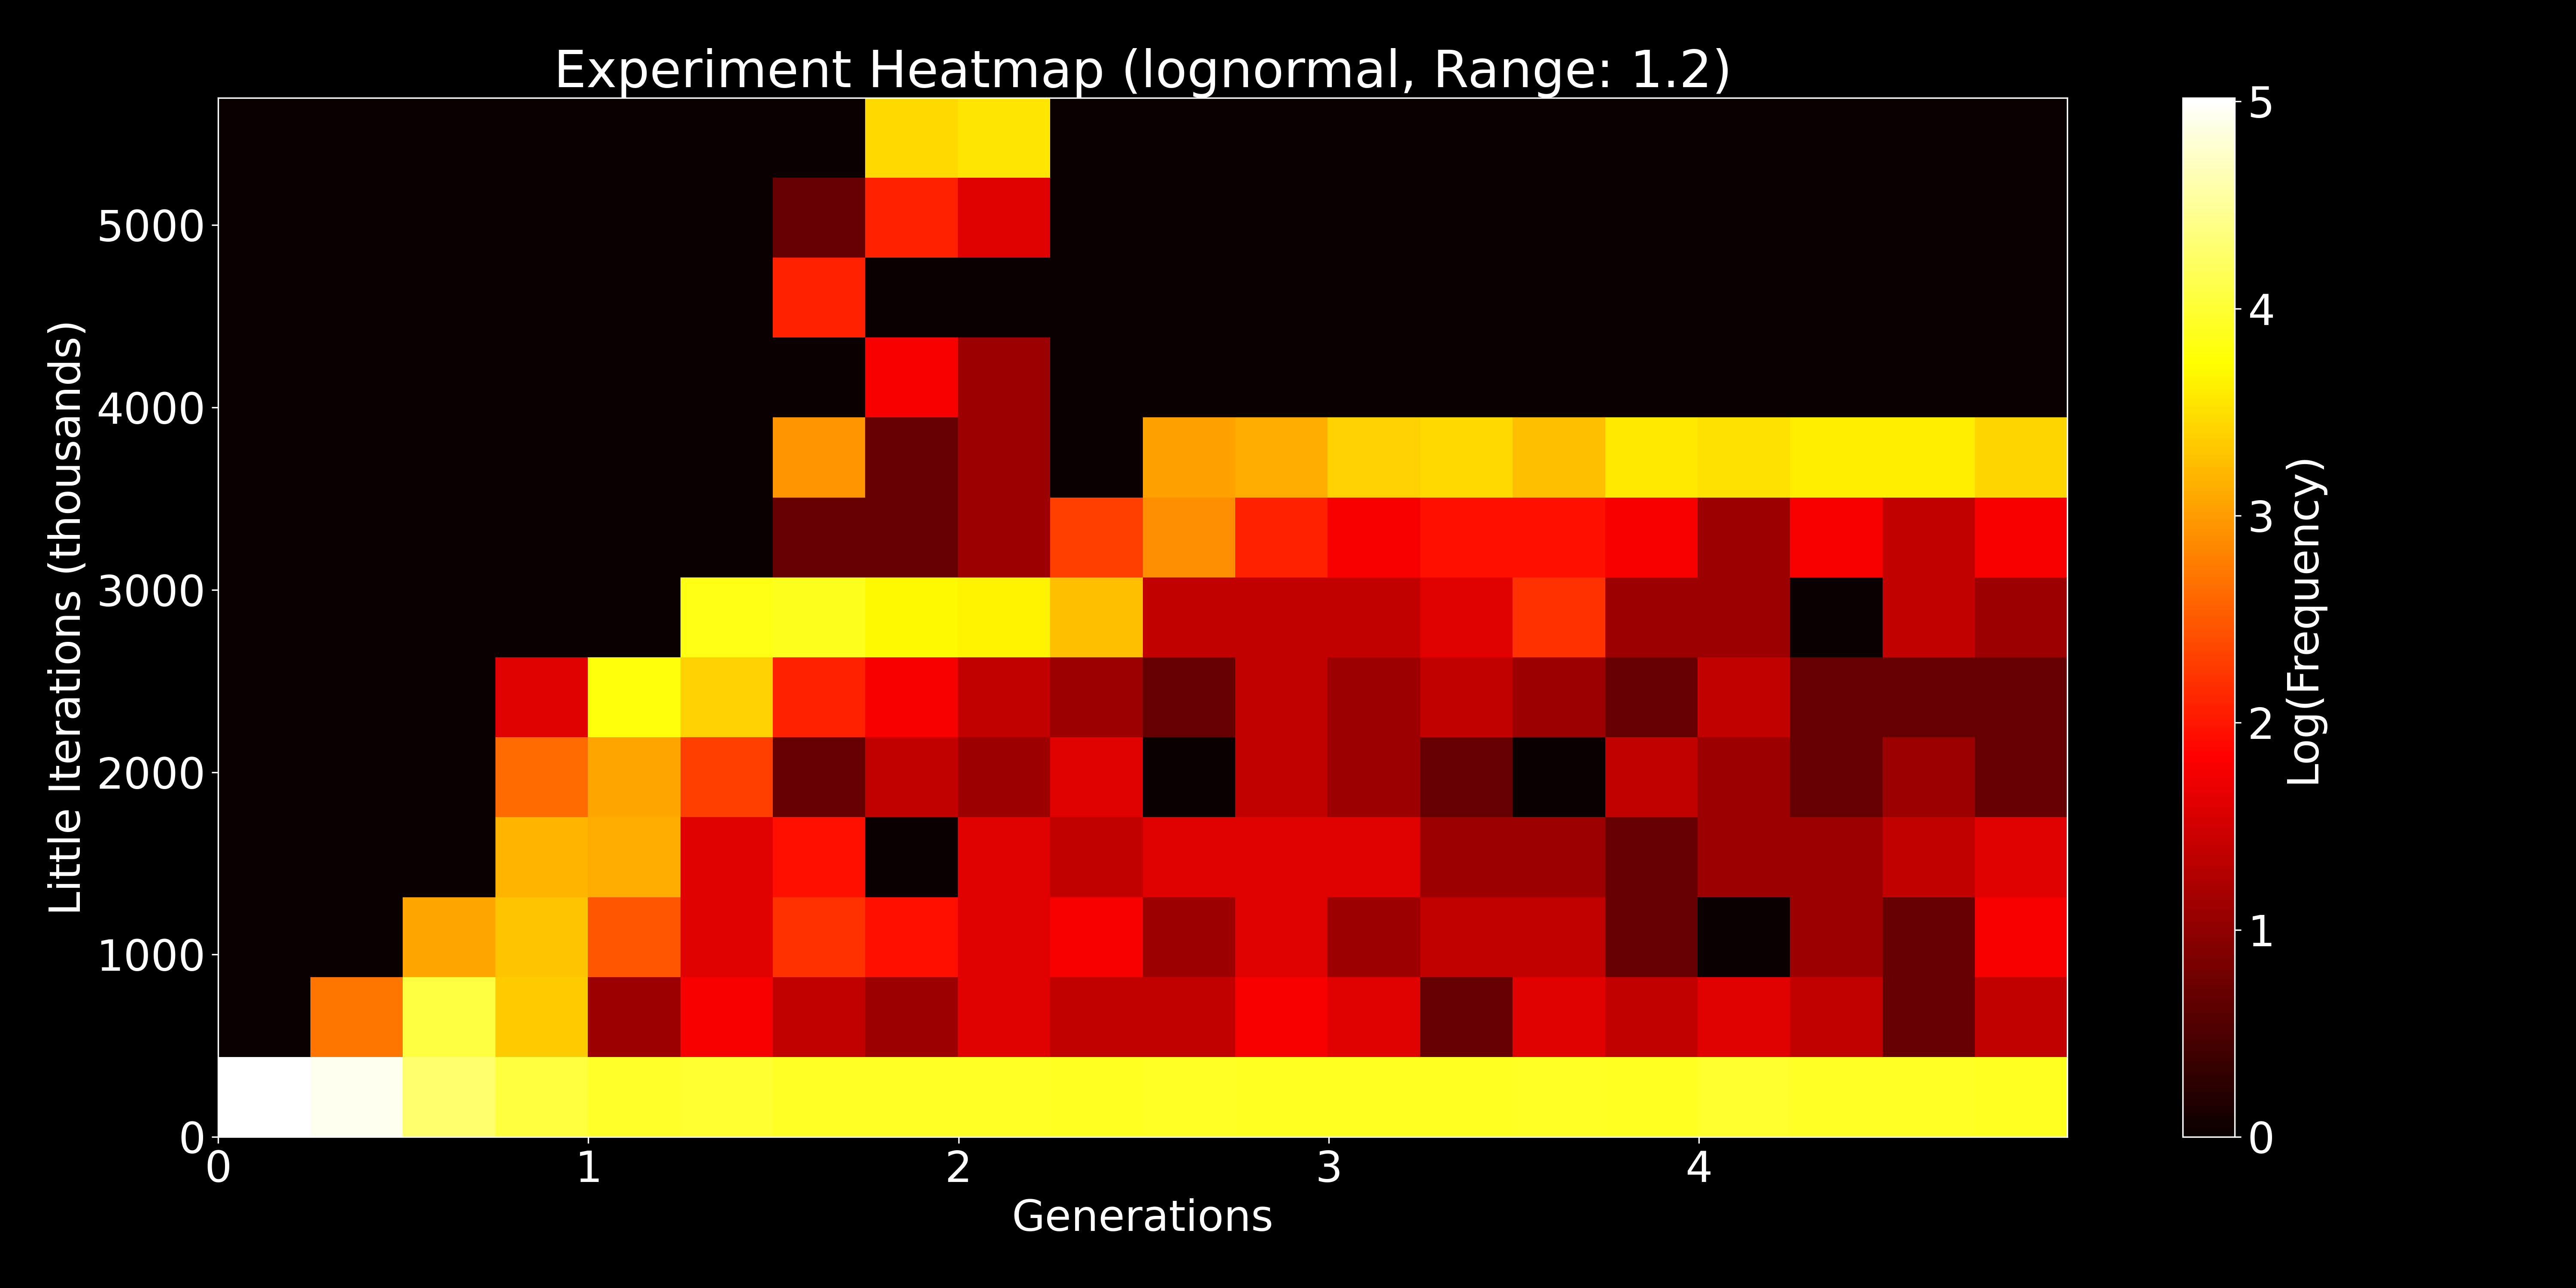 Experiment Heatmap (lognormal, Range: 1.2)
Little Iterations (thousands)
5000
4000
3000
2000
1000
0
0 1 2 3 4
Generations
5
4
3
2
1
0
Log(Frequency)